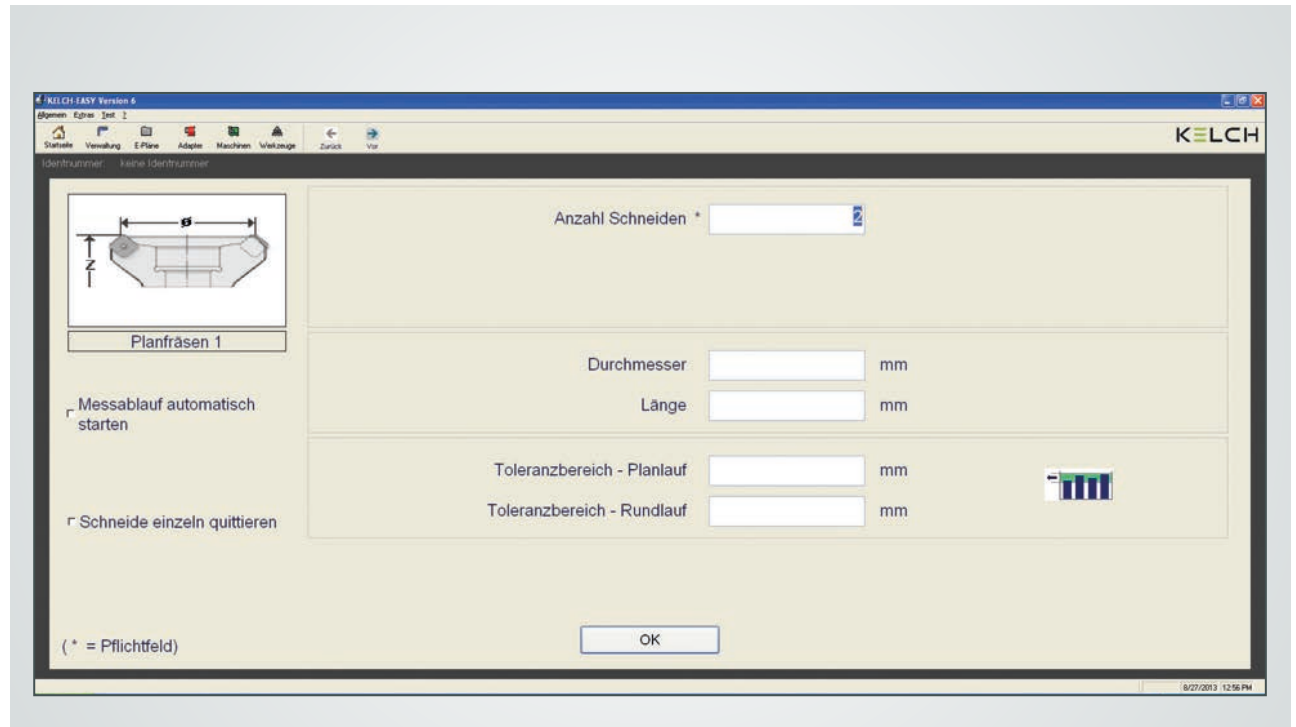 KELCH-EASY Version 6
Allgemein Extras Test ?
Startseite Verwaltung E-Pläne Adapter Maschinen Werkzeuge Zurück Vor
KELCH
Identnummer keine Identnummer
Ø
Z
Planfräsen 1
Anzahl Schneiden * 2
Durchmesser mm
Länge mm
Messablauf automatisch
starten
Toleranzbereich - Planlauf mm
Toleranzbereich - Rundlauf mm
Schneide einzeln quittieren
OK
( * = Pflichtfeld)
8/27/2013 12:56 PM